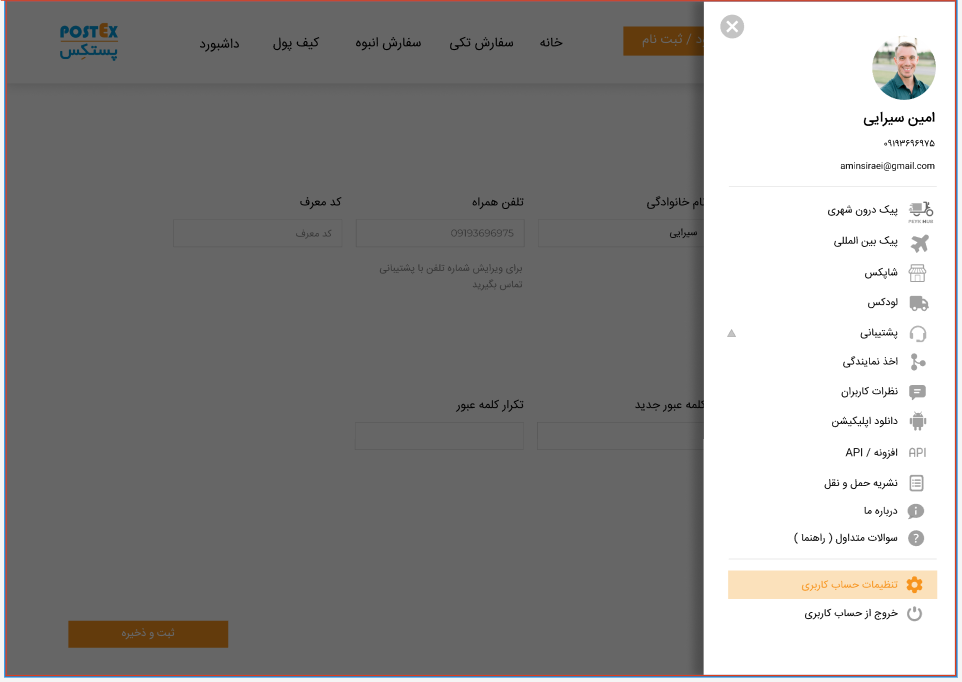 POSTEX
پستکس
خانه
سفارش تکی
سفارش انبوه
کیف پول
داشبورد
/ ثبت نام
امین سیرایی
۰۹۱۹۳۶۹۶۹۷۵
aminsiraei@gmail.com
پیک درون شهری
پیک بین المللی
شاپکس
لودکس
پشتیبانی
اخذ نمایندگی
نظرات کاربران
دانلود اپلیکیشن
افزونه / API
API
نشریه حمل و نقل
درباره ما
سوالات متداول ( راهنما )
تنظیمات حساب کاربری
خروج از حساب کاربری
نام خانوادگی
سیرایی
تلفن همراه
09193696975
برای ویرایش شماره تلفن با پشتیبانی
تماس بگیرید
کد معرف
کد معرف
کلمه عبور جدید
تکرار کلمه عبور
ثبت و ذخیره